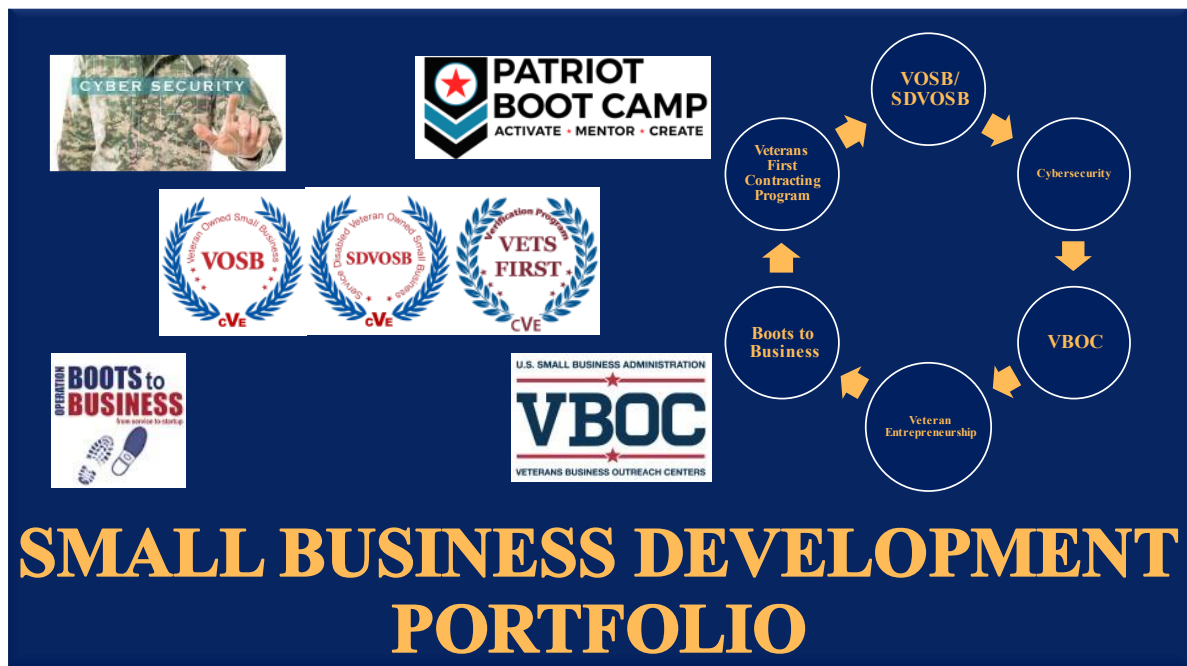 CYBER SECURITY
PATRIOT
BOOT CAMP
ACTIVATE ★ MENTOR ★ CREATE
VOSB/
SDVOSB
Veterans
First
Contracting
Program
Cybersecurity
Veteran Owned Small Business
VOSB
CVE
Service Disabled Veteran Owned Small Business
SDVOSB
CVE
Verification Program
VETS
FIRST
CVE
Boots to
Business
VBOC
Veteran
Entrepreneurship
OPERATION
BOOTS to
BUSINESS
from service to startup
U.S. SMALL BUSINESS ADMINISTRATION
VBOC
VETERANS BUSINESS OUTREACH CENTERS
SMALL BUSINESS DEVELOPMENT
PORTFOLIO